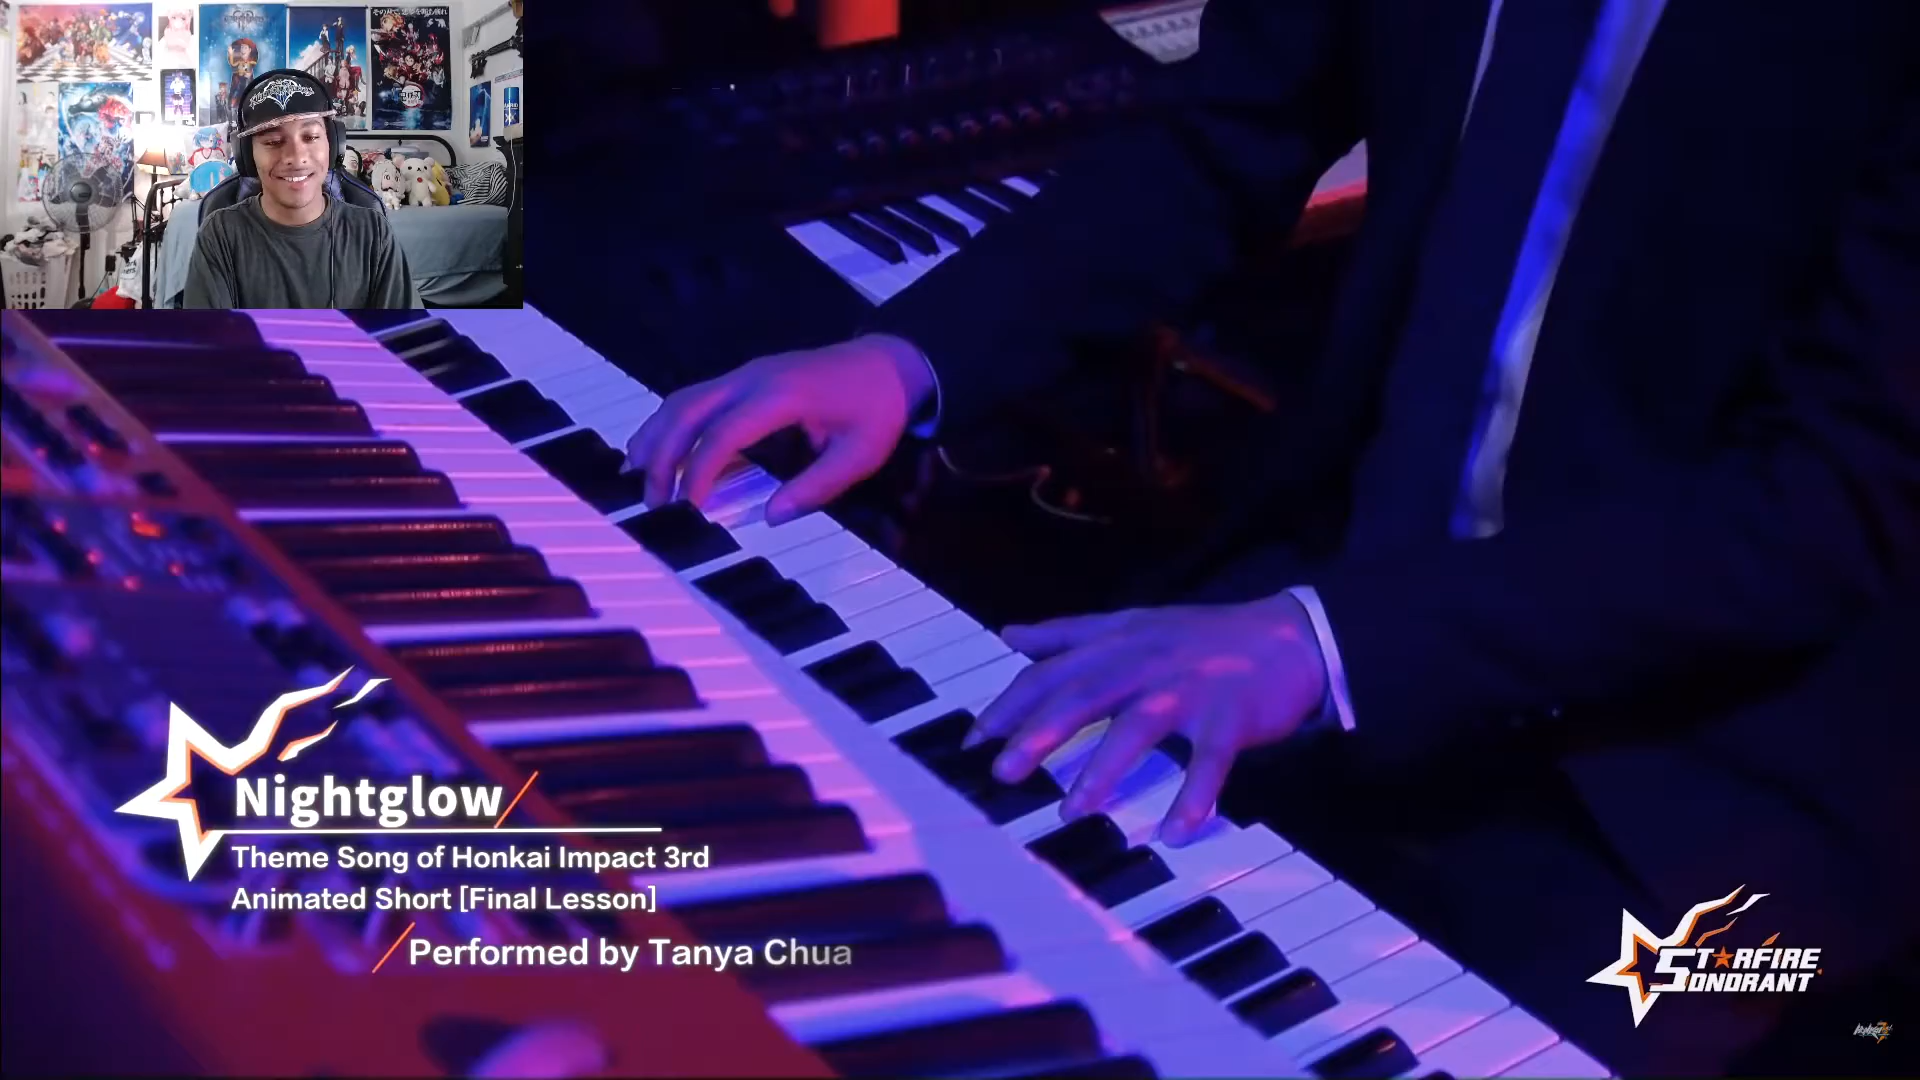 Nightglow
Theme Song of Honkai Impact 3rd
Animated Short [Final Lesson]
Performed by Tanya Chua
STARFIRE
SONORANT